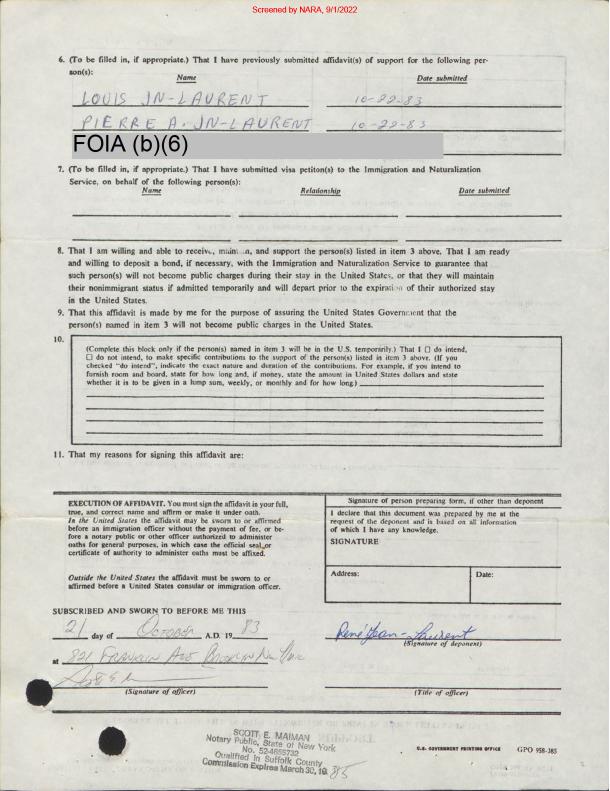 Screened by NARA, 9/1/2022
6. (To be filled in, if appropriate.) That I have previously submitted affidavit(s) of support for the following per-
son(s):
Name Date submitted
LOUIS JN-LAURENT 10-22-83
PIERRE A. JN-LAURENT 10-22-83
FOIA (b)(6)
7. (To be filled in, if appropriate.) That I have submitted visa petiton(s) to the Immigration and Naturalization
Service, on behalf of the following person(s):
Name Relationship Date submitted
8. That I am willing and able to receive, maintain, and support the person(s) listed in item 3 above. That I am ready
and willing to deposit a bond, if necessary, with the Immigration and Naturalization Service to guarantee that
such person(s) will not become public charges during their stay in the United States, or that they will maintain
their nonimmigrant status if admitted temporarily and will depart prior to the expiration of their authorized stay
in the United States.
9. That this affidavit is made by me for the purpose of assuring the United States Government that the
person(s) named in item 3 will not become public charges in the United States.
10.
(Complete this block only if the person(s) named in item 3 will be in the U.S. temporarily.) That I ☐ do intend,
☐ do not intend, to make specific contributions to the support of the person(s) listed in item 3 above. (If you
checked "do intend", indicate the exact nature and duration of the contributions. For example, if you intend to
furnish room and board, state for how long and, if money, state the amount in United States dollars and state
whether it is to be given in a lump sum, weekly, or monthly and for how long.)
11. That my reasons for signing this affidavit are:
EXECUTION OF AFFIDAVIT. You must sign the affidavit in your full,
true, and correct name and affirm or make it under oath.
In the United States the affidavit may be sworn to or affirmed
before an immigration officer without the payment of fee, or be-
fore a notary public or other officer authorized to administer
oaths for general purposes, in which case the official seal or
certificate of authority to administer oaths must be affixed.
Outside the United States the affidavit must be sworn to or
affirmed before a United States consular or immigration officer.
Signature of person preparing form, if other than deponent
I declare that this document was prepared by me at the
request of the deponent and is based on all information
of which I have any knowledge.
SIGNATURE
Address: Date:
SUBSCRIBED AND SWORN TO BEFORE ME THIS
21 day of October A.D. 19 83
René Jean-Laurent
(Signature of deponent)
at 821 Franklin Ave Brooklyn New York
(Signature of officer) (Title of officer)
SCOTT E. MAIMAN
Notary Public, State of New York
No. 52-4655732
Qualified in Suffolk County
Commission Expires March 30, 1985
U.S. GOVERNMENT PRINTING OFFICE GPO 958-385